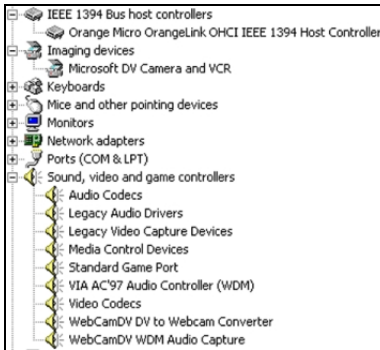 IEEE 1394 Bus host controllers
Orange Micro OrangeLink OHCI IEEE 1394 Host Controller
Imaging devices
Microsoft DV Camera and VCR
Keyboards
Mice and other pointing devices
Monitors
Network adapters
Ports (COM & LPT)
Sound, video and game controllers
Audio Codecs
Legacy Audio Drivers
Legacy Video Capture Devices
Media Control Devices
Standard Game Port
VIA AC'97 Audio Controller (WDM)
Video Codecs
WebCamDV DV to Webcam Converter
WebCamDV WDM Audio Capture